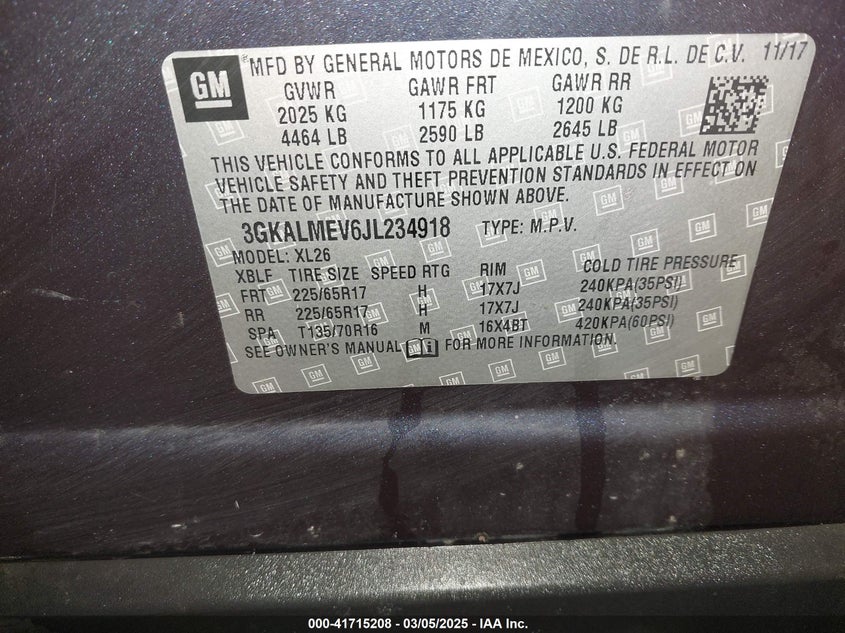 GM
MFD BY GENERAL MOTORS DE MEXICO, S. DE R.L. DE C.V. 11/17
GVWR GAWR FRT GAWR RR
2025 KG 1175 KG 1200 KG
4464 LB 2590 LB 2645 LB
THIS VEHICLE CONFORMS TO ALL APPLICABLE U.S. FEDERAL MOTOR
VEHICLE SAFETY AND THEFT PREVENTION STANDARDS IN EFFECT ON
THE DATE OF MANUFACTURE SHOWN ABOVE.
3GKALMEV6JL234918 TYPE: M.P.V.
MODEL: XL26
XBLF TIRE SIZE SPEED RTG RIM COLD TIRE PRESSURE
FRT 225/65R17 H 17X7J 240KPA(35PSI)
RR 225/65R17 H 17X7J 240KPA(35PSI)
SPA T135/70R16 M 16X4BT 420KPA(60PSI)
SEE OWNER'S MANUAL FOR MORE INFORMATION.
000-41715208 - 03/05/2025 - IAA Inc.